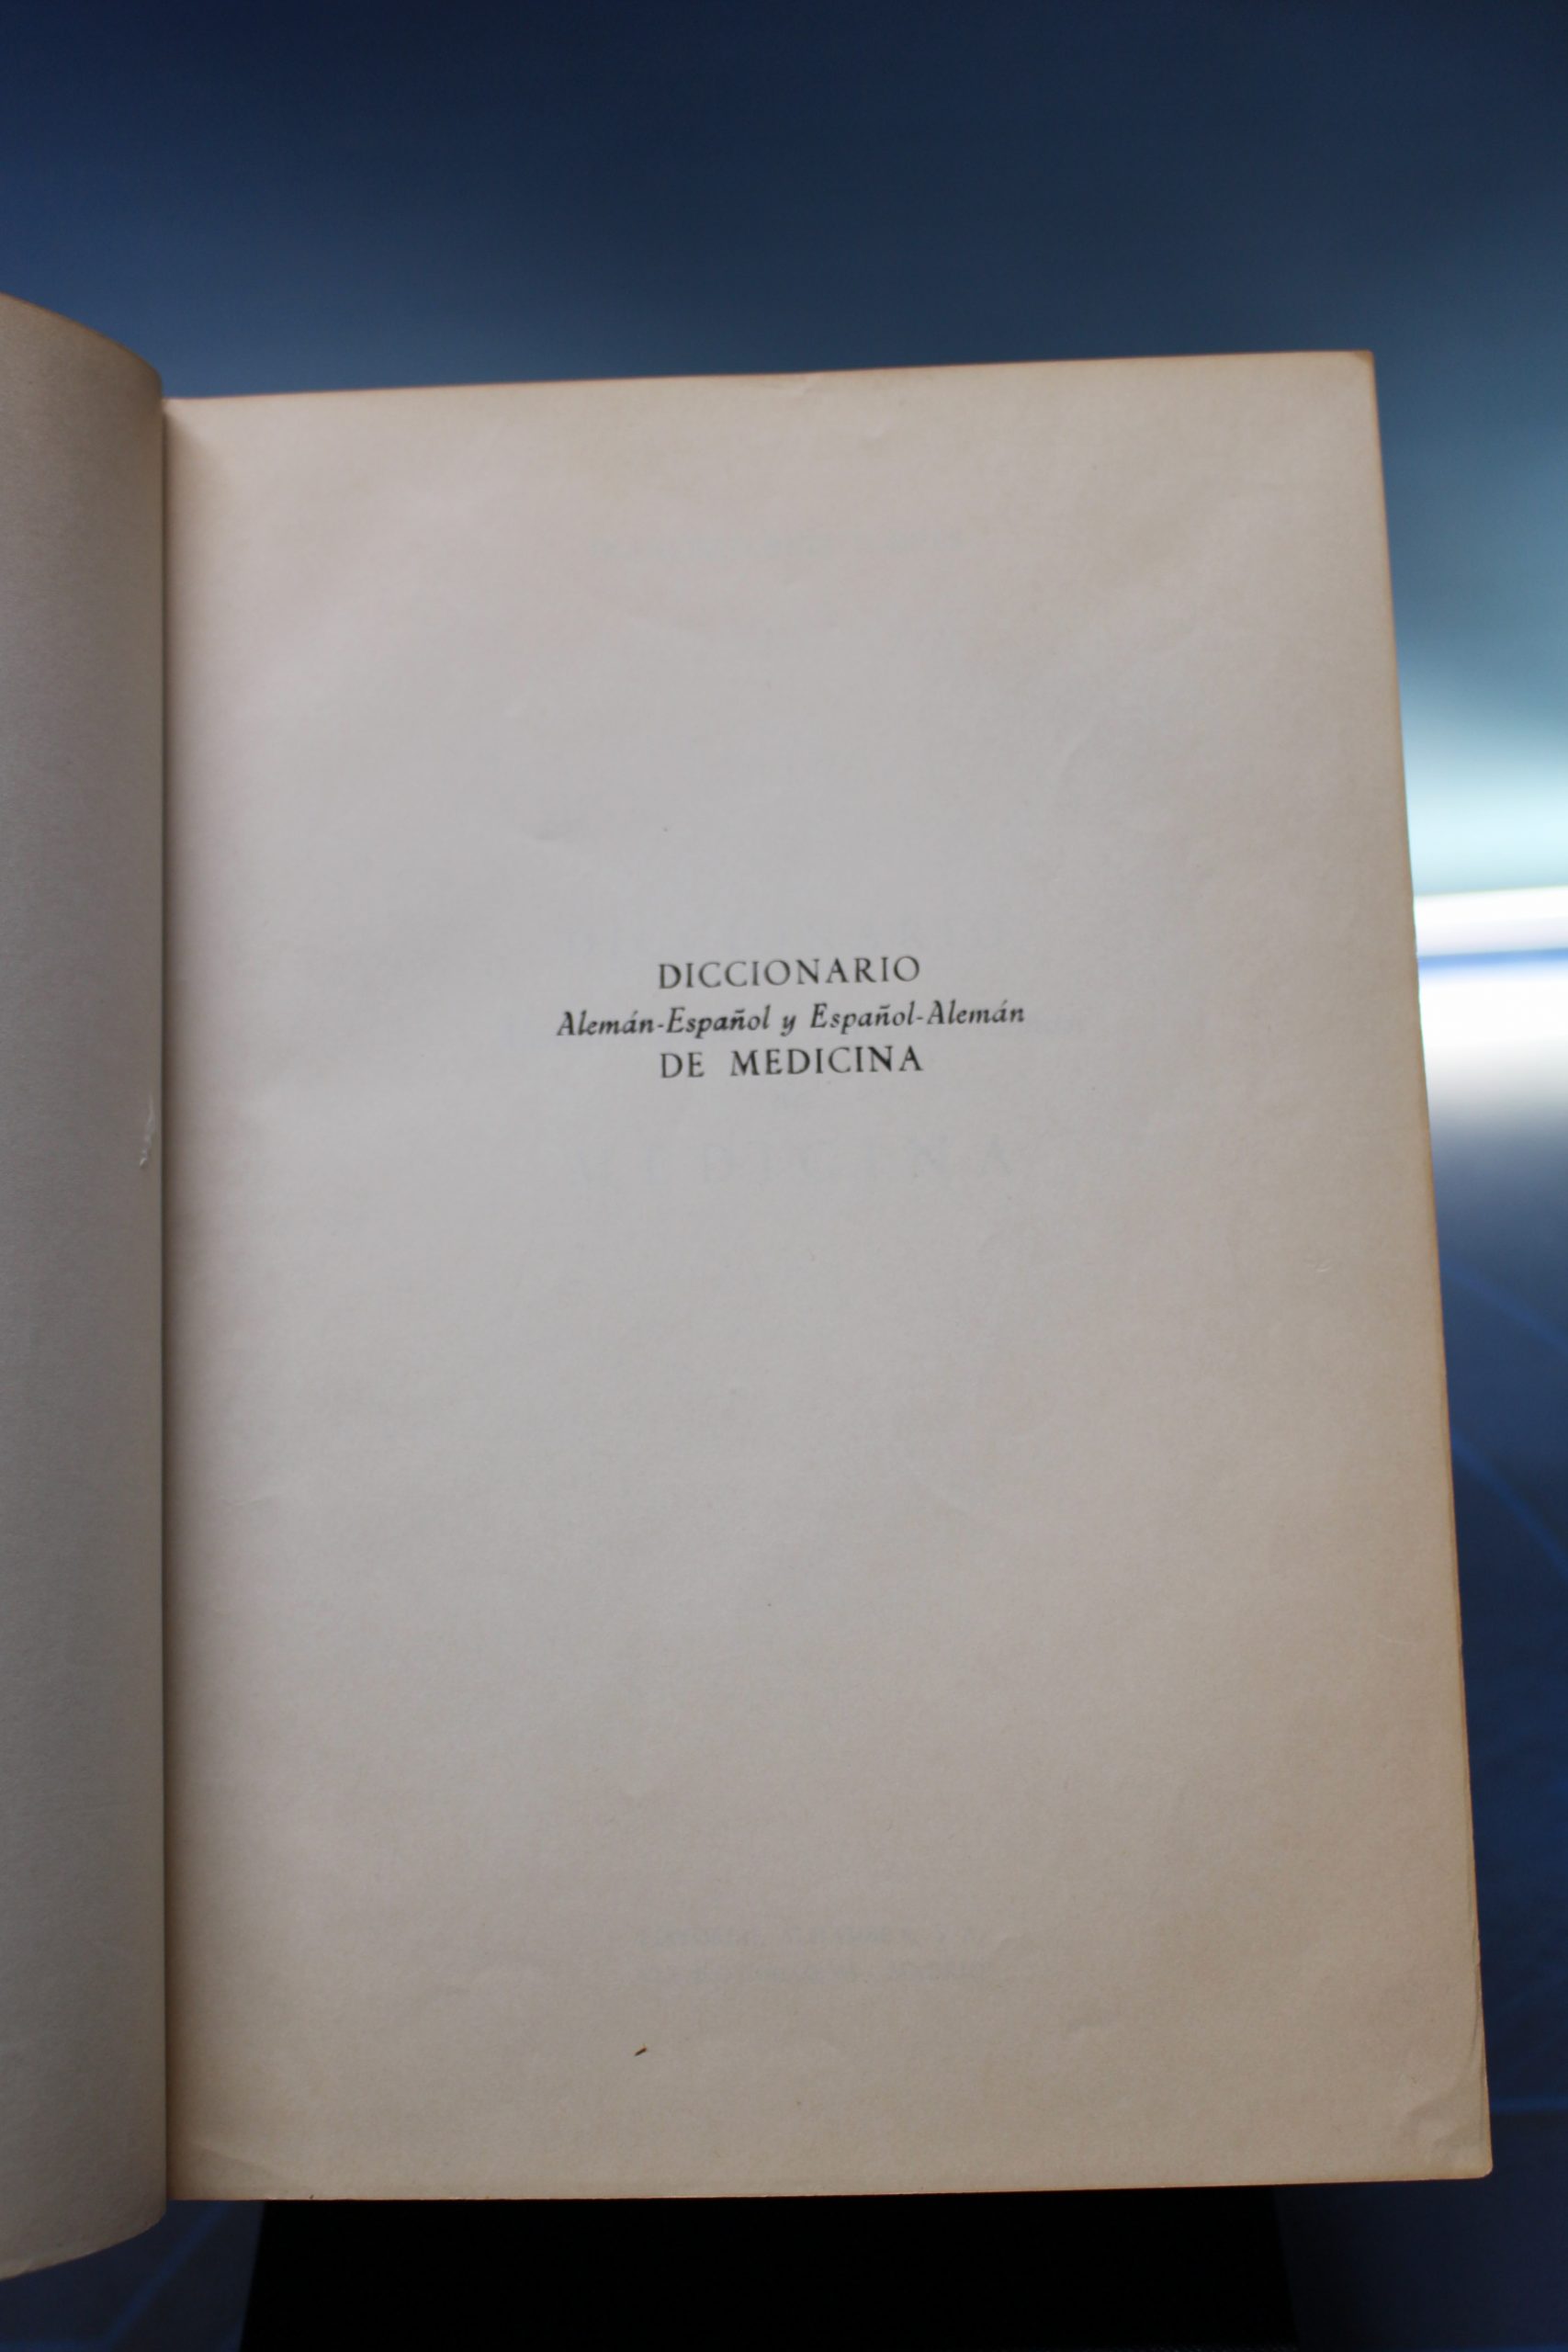 DICCIONARIO
Alemán-Español y Español-Alemán
DE MEDICINA